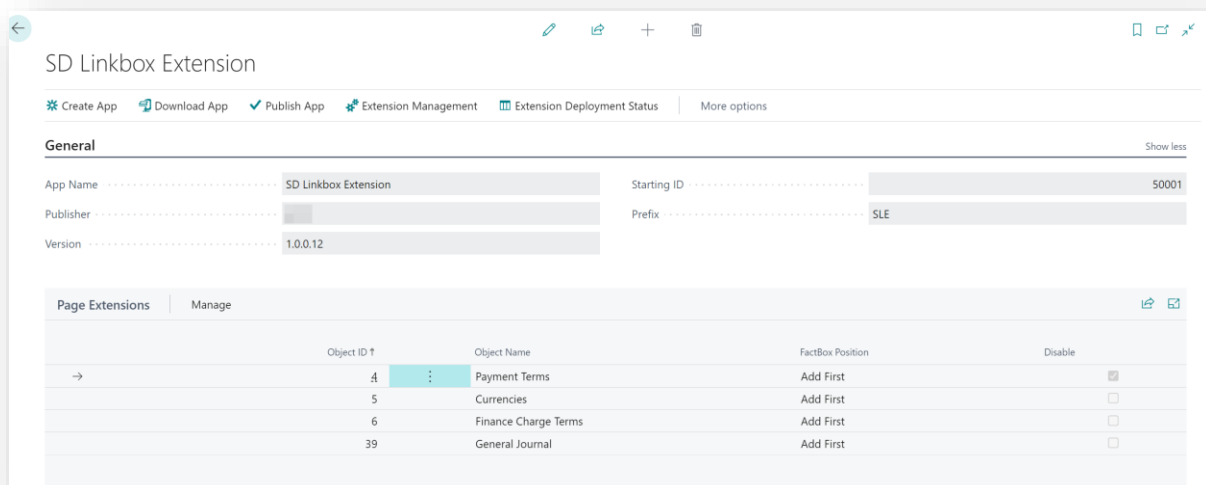 SD Linkbox Extension
Create App Download App Publish App Extension Management Extension Deployment Status More options
General Show less
App Name SD Linkbox Extension Starting ID 50001
Publisher Prefix SLE
Version 1.0.0.12
Page Extensions Manage
Object ID ↑ Object Name FactBox Position Disable
4 Payment Terms Add First
5 Currencies Add First
6 Finance Charge Terms Add First
39 General Journal Add First